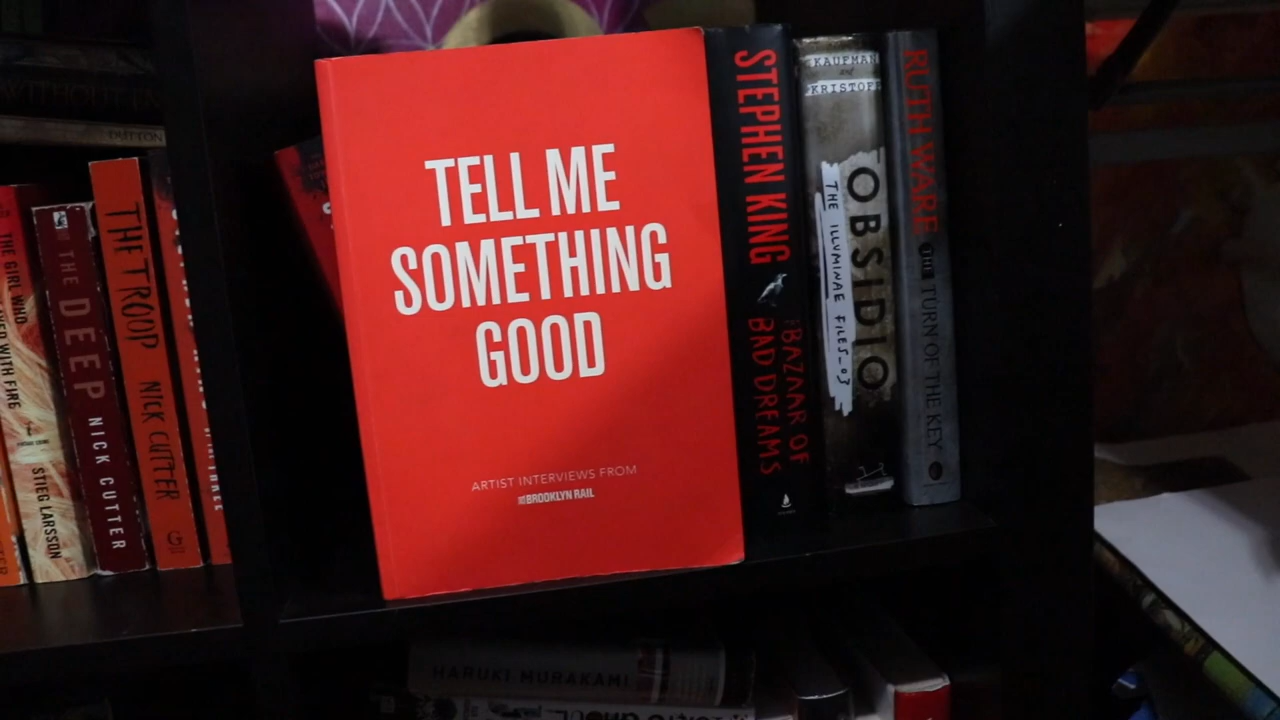 DUTTON
THE GIRL WHO
WITH FIRE
STIEG LARSSON
THE DEEP NICK CUTTER
THE TROOP NICK CUTTER
G
TELL ME
SOMETHING
GOOD
ARTIST INTERVIEWS FROM
THE BROOKLYN RAIL
STEPHEN KING
BAZAAR OF
BAD DREAMS
KAUFMAN
and
KRISTOFF
OBSIDIO
THE ILLUMINAE FILES_03
RUTH WARE THE TURN OF THE KEY
HARUKI MURAKAMI